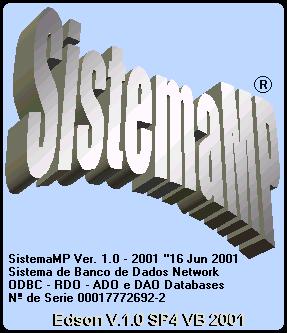 SistemaMP
®
SistemaMP Ver. 1.0 - 2001 "16 Jun 2001
Sistema de Banco de Dados Network
ODBC - RDO - ADO e DAO Databases
Nº de Serie 00017772692-2
Edson V.1.0 SP4 VB 2001